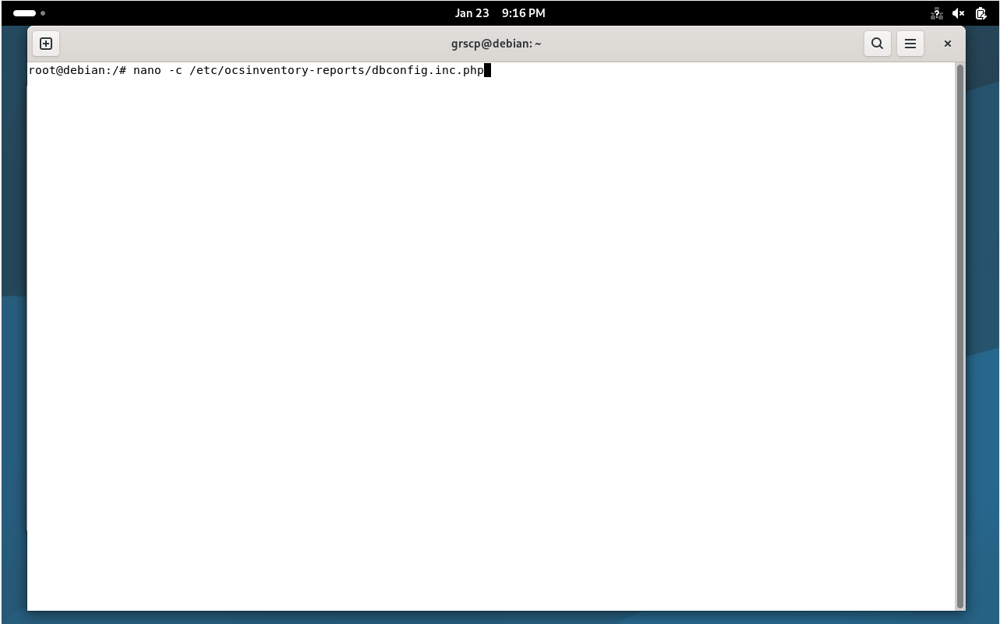 Jan 23 9:16 PM
grscp@debian: ~
root@debian:/# nano -c /etc/ocsinventory-reports/dbconfig.inc.php